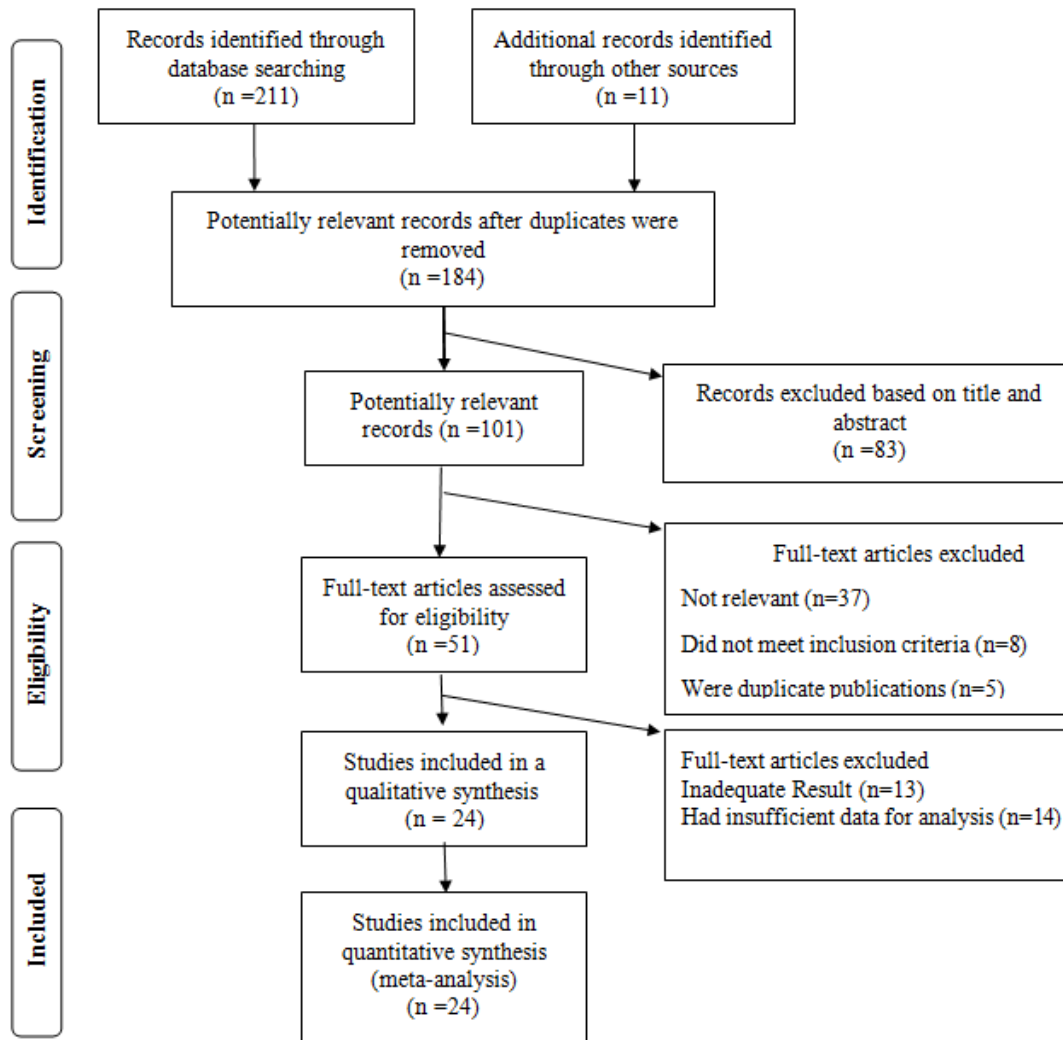 Identification
Records identified through
database searching
(n =211)
Additional records identified
through other sources
(n =11)
Potentially relevant records after duplicates were
removed
(n =184)
Screening
Potentially relevant
records (n =101)
Records excluded based on title and
abstract
(n =83)
Eligibility
Full-text articles assessed
for eligibility
(n =51)
Full-text articles excluded
Not relevant (n=37)
Did not meet inclusion criteria (n=8)
Were duplicate publications (n=5)
Studies included in a
qualitative synthesis
(n = 24)
Full-text articles excluded
Inadequate Result (n=13)
Had insufficient data for analysis (n=14)
Included
Studies included in
quantitative synthesis
(meta-analysis)
(n =24)